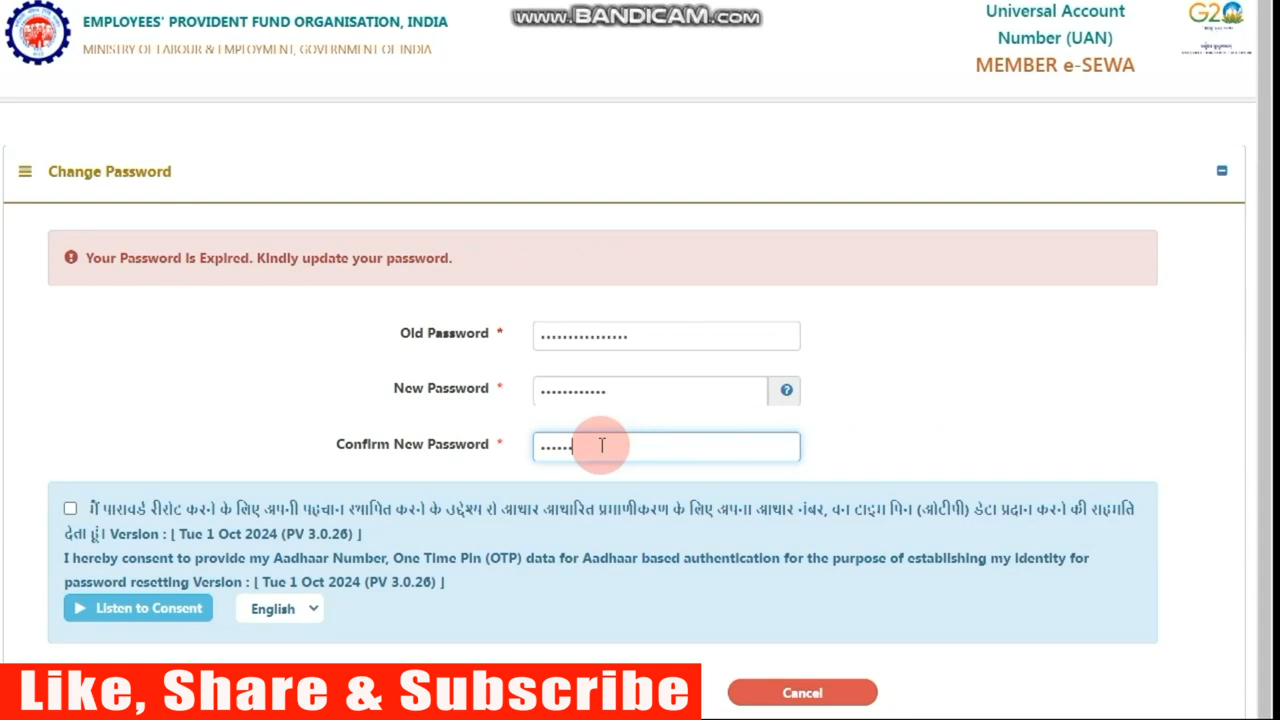 EMPLOYEES' PROVIDENT FUND ORGANISATION, INDIA
MINISTRY OF LABOUR & EMPLOYMENT, GOVERNMENT OF INDIA
www.BANDICAM.com
Universal Account
Number (UAN)
MEMBER e-SEWA
G20
Change Password
Your Password is Expired. Kindly update your password.
Old Password *
New Password *
Confirm New Password *
मैं पासवर्ड रीसेट करने के लिए अपनी पहचान स्थापित करने के उद्देश्य से आधार आधारित प्रमाणीकरण के लिए अपना आधार नंबर, वन टाइम पिन (ओटीपी) डेटा प्रदान करने की सहमति
देता हूं। Version : [ Tue 1 Oct 2024 (PV 3.0.26) ]
I hereby consent to provide my Aadhaar Number, One Time Pin (OTP) data for Aadhaar based authentication for the purpose of establishing my identity for
password resetting Version : [ Tue 1 Oct 2024 (PV 3.0.26) ]
Listen to Consent
English
Like, Share & Subscribe
Cancel